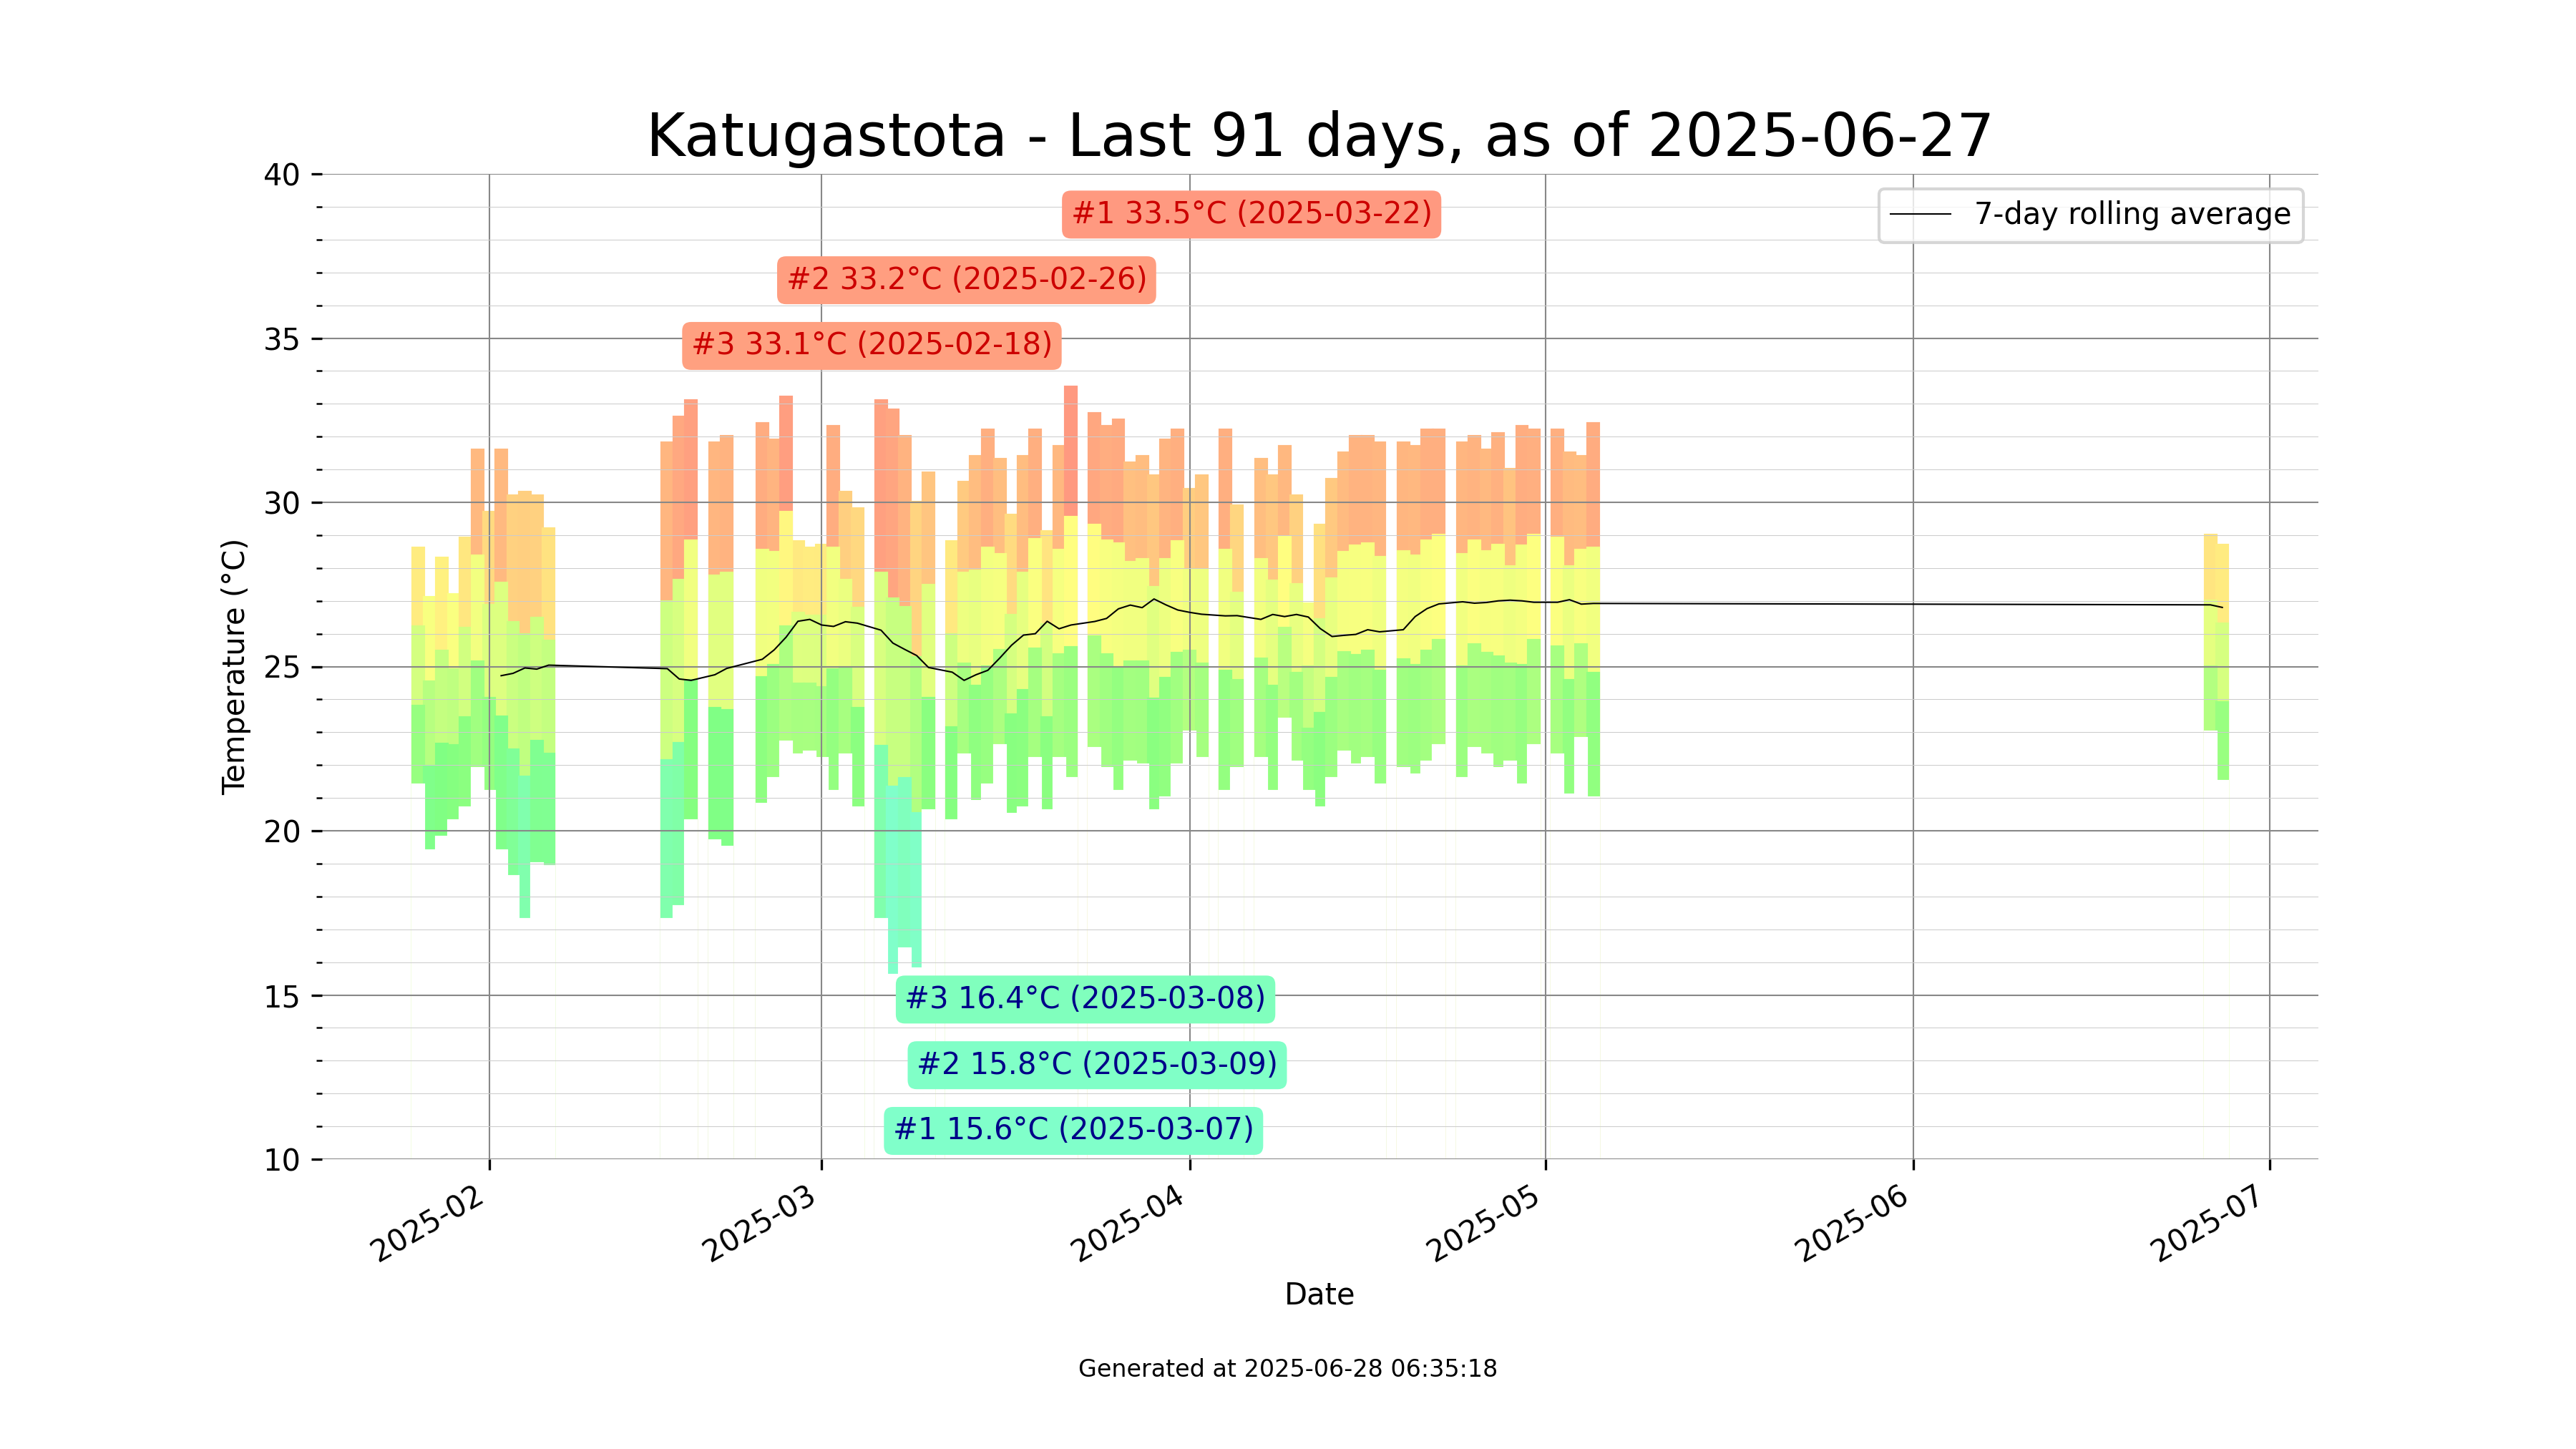 Katugastota - Last 91 days, as of 2025-06-27
40
35
30
25
20
15
10
Temperature (°C)
7-day rolling average
#1 33.5°C (2025-03-22)
#2 33.2°C (2025-02-26)
#3 33.1°C (2025-02-18)
#3 16.4°C (2025-03-08)
#2 15.8°C (2025-03-09)
#1 15.6°C (2025-03-07)
2025-02
2025-03
2025-04
2025-05
2025-06
2025-07
Date
Generated at 2025-06-28 06:35:18